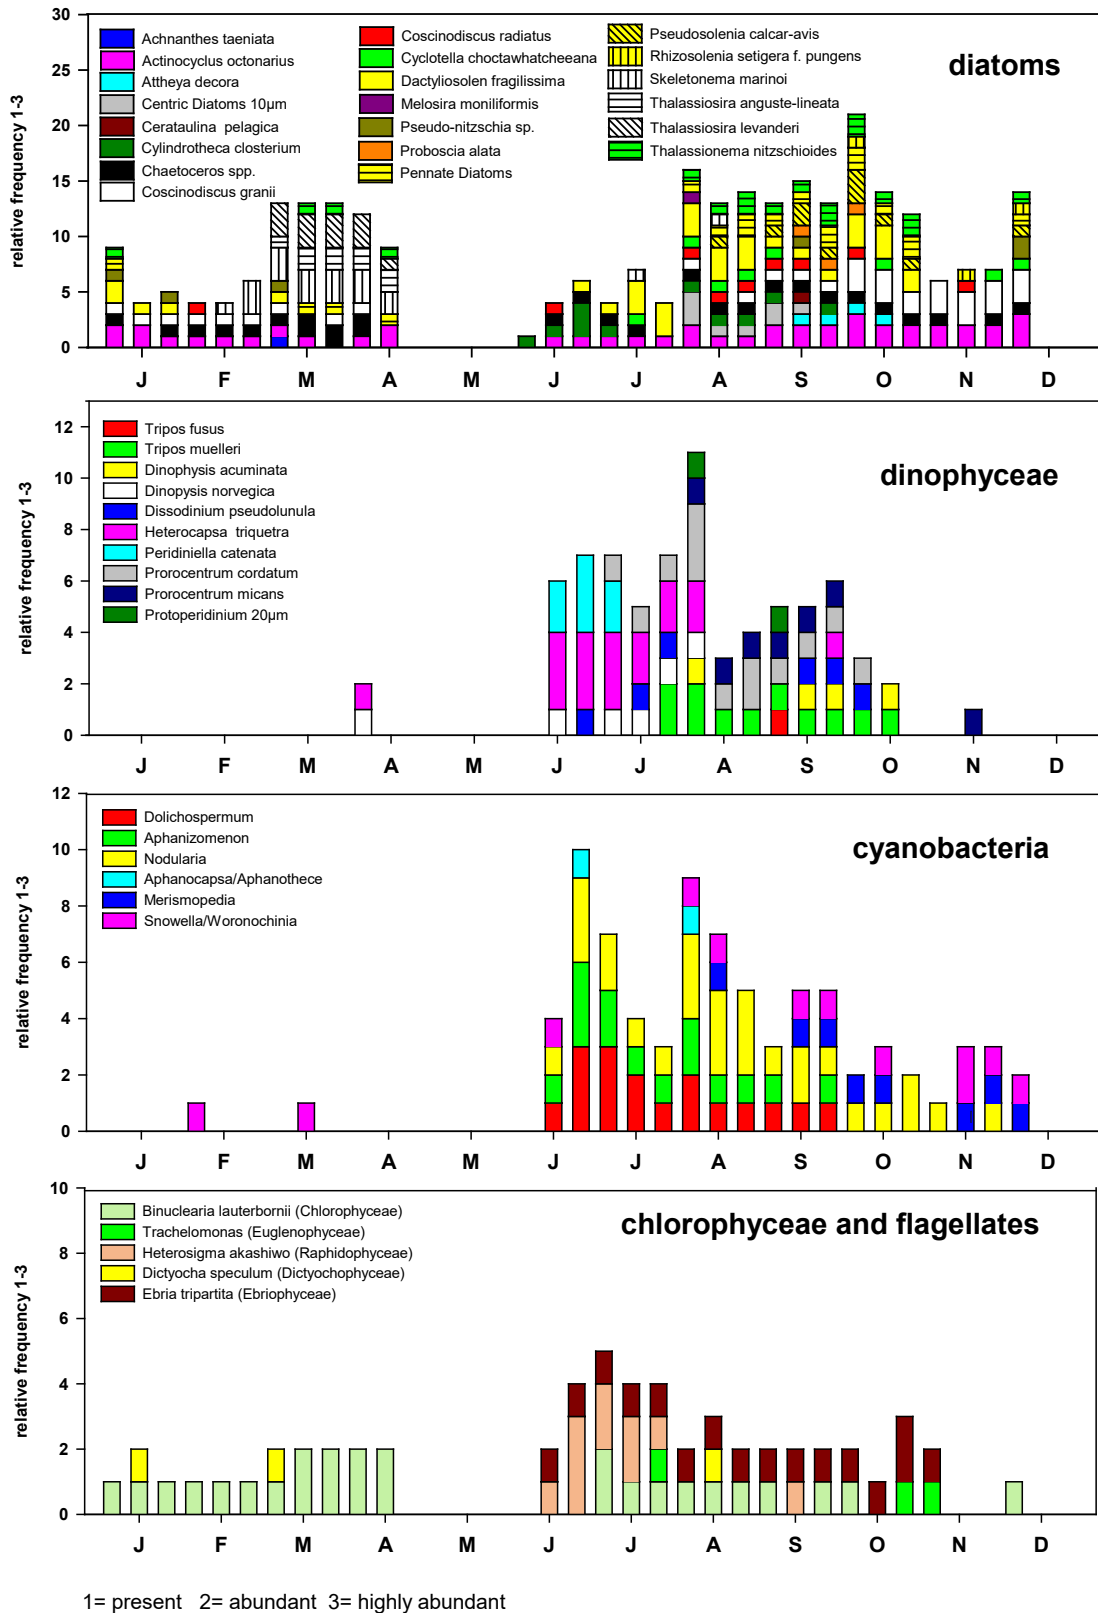 diatoms
relative frequency 1-3
30
25
20
15
10
5
0
Achnanthes taeniata
Actinocyclus octonarius
Attheya decora
Centric Diatoms 10µm
Cerataulina pelagica
Cylindrotheca closterium
Chaetoceros spp.
Coscinodiscus granii
Coscinodiscus radiatus
Cyclotella choctawhatcheeana
Dactyliosolen fragilissima
Melosira moniliformis
Pseudo-nitzschia sp.
Proboscia alata
Pennate Diatoms
Pseudosolenia calcar-avis
Rhizosolenia setigera f. pungens
Skeletonema marinoi
Thalassiosira anguste-lineata
Thalassiosira levanderi
Thalassionema nitzschioides
J F M A M J J A S O N D
dinophyceae
relative frequency 1-3
12
10
8
6
4
2
0
Tripos fusus
Tripos muelleri
Dinophysis acuminata
Dinopysis norvegica
Dissodinium pseudolunula
Heterocapsa triquetra
Peridiniella catenata
Prorocentrum cordatum
Prorocentrum micans
Protoperidinium 20µm
J F M A M J J A S O N D
cyanobacteria
relative frequency 1-3
12
10
8
6
4
2
0
Dolichospermum
Aphanizomenon
Nodularia
Aphanocapsa/Aphanothece
Merismopedia
Snowella/Woronochinia
J F M A M J J A S O N D
chlorophyceae and flagellates
relative frequency 1-3
10
8
6
4
2
0
Binuclearia lauterbornii (Chlorophyceae)
Trachelomonas (Euglenophyceae)
Heterosigma akashiwo (Raphidophyceae)
Dictyocha speculum (Dictyochophyceae)
Ebria tripartita (Ebriophyceae)
J F M A M J J A S O N D
1= present 2= abundant 3= highly abundant